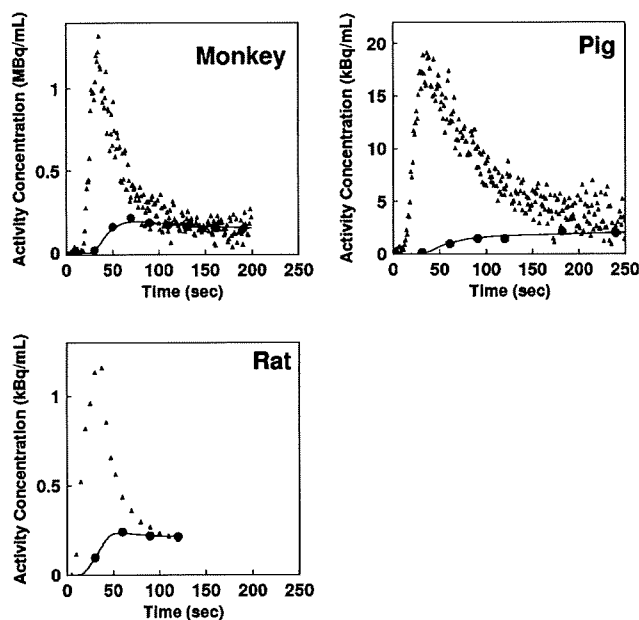 Monkey
Activity Concentration (MBq/mL)
1
0.5
0
0 50 100 150 200 250
Time (sec)
Pig
Activity Concentration (kBq/mL)
20
15
10
5
0
0 50 100 150 200 250
Time (sec)
Rat
Activity Concentration (kBq/mL)
1
0.5
0
0 50 100 150 200 250
Time (sec)